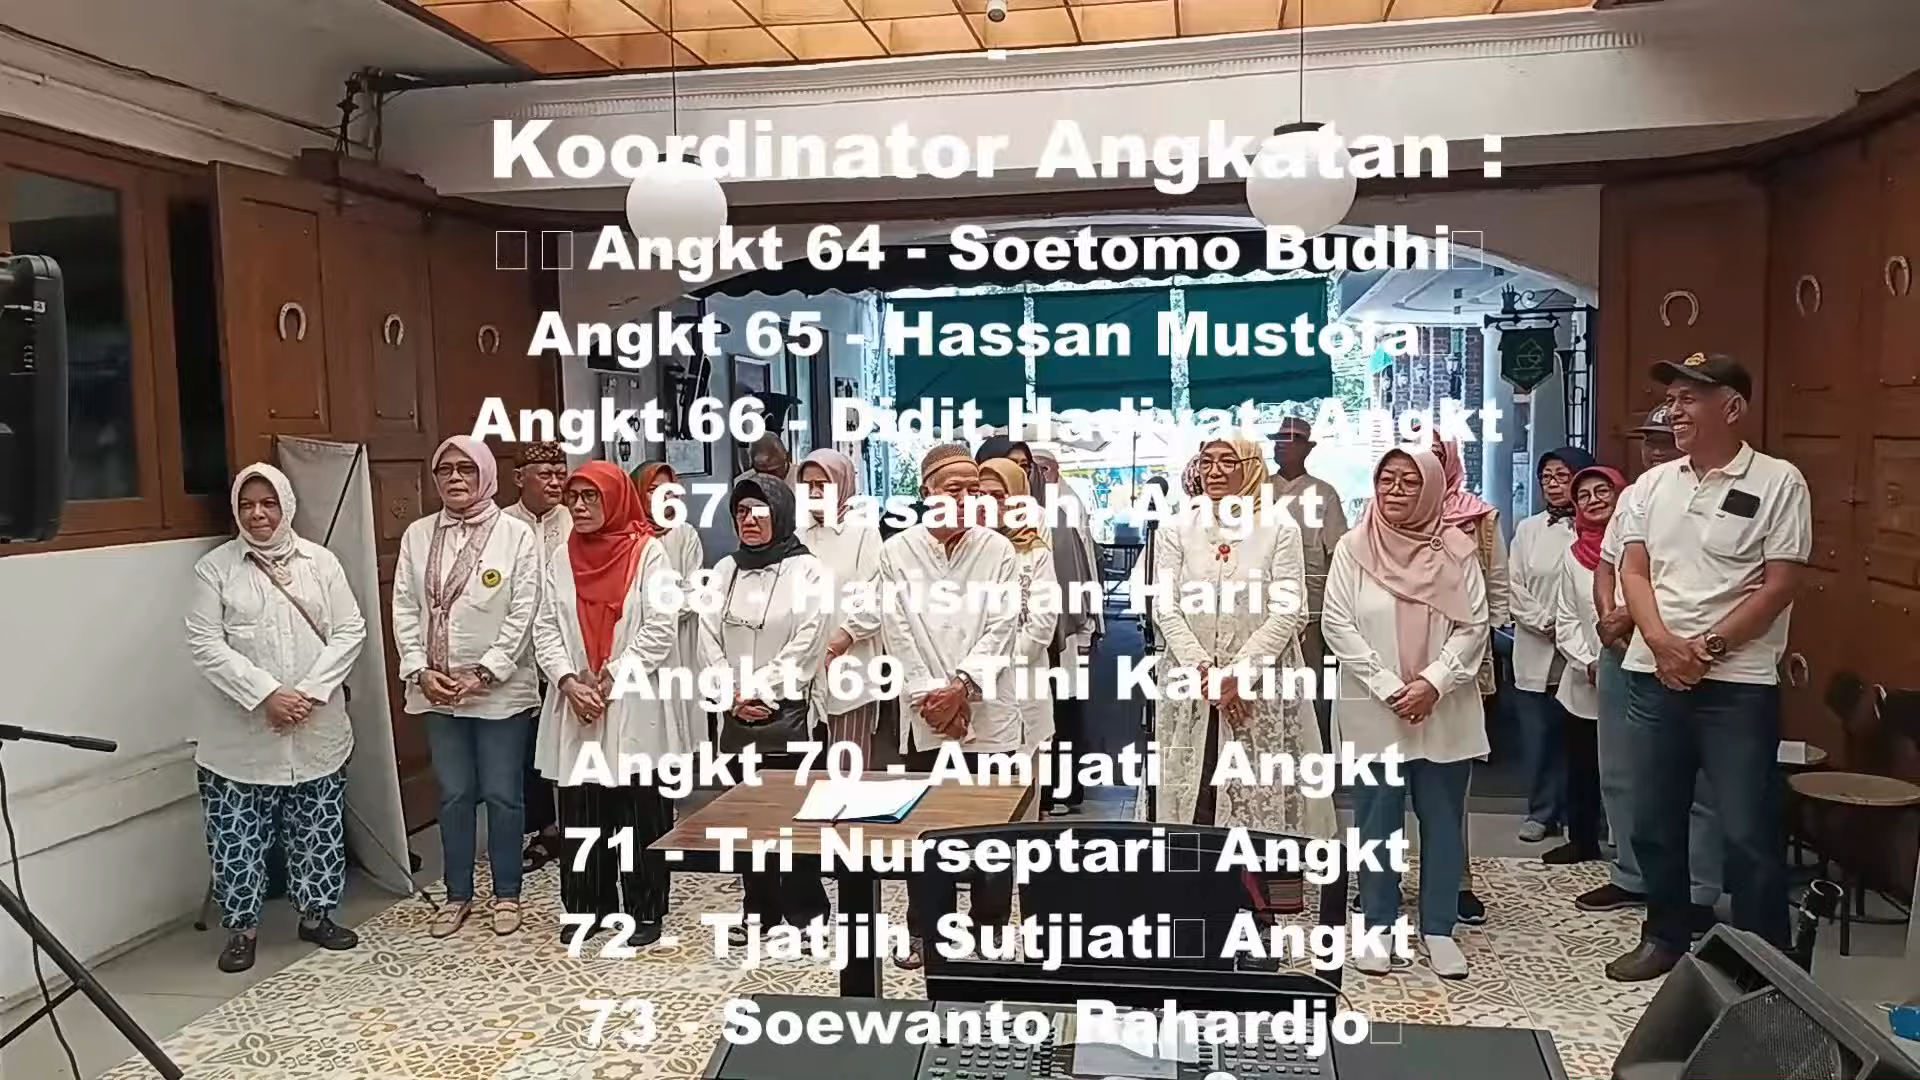 Koordinator Angkatan :
Angkt 64 - Soetomo Budhi
Angkt 65 - Hassan Mustofa
Angkt 66 - Didit Hadiyat, Angkt
67 - Hasanah, Angkt
68 - Harisman Haris
Angkt 69 - Tini Kartini
Angkt 70 - Amijati Angkt
71 - Tri Nurseptari Angkt
72 - Tjatjih Sutjiati Angkt
73 - Soewanto Rahardjo